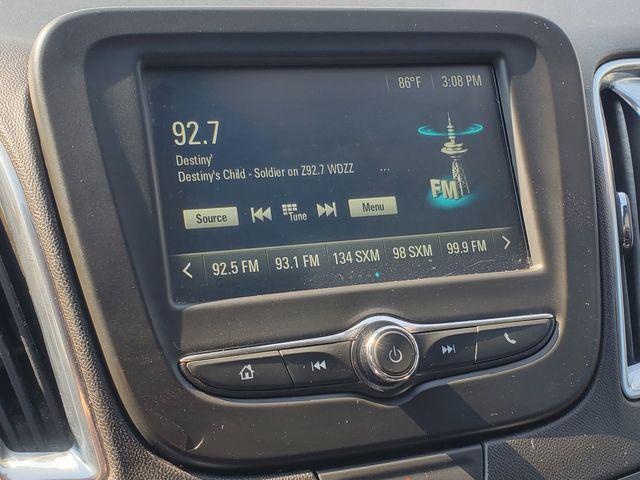 86°F 3:08 PM
92.7
Destiny'
Destiny's Child - Soldier on Z92.7 WDZZ ...
FM
Source Tune Menu
92.5 FM 93.1 FM 134 SXM 98 SXM 99.9 FM